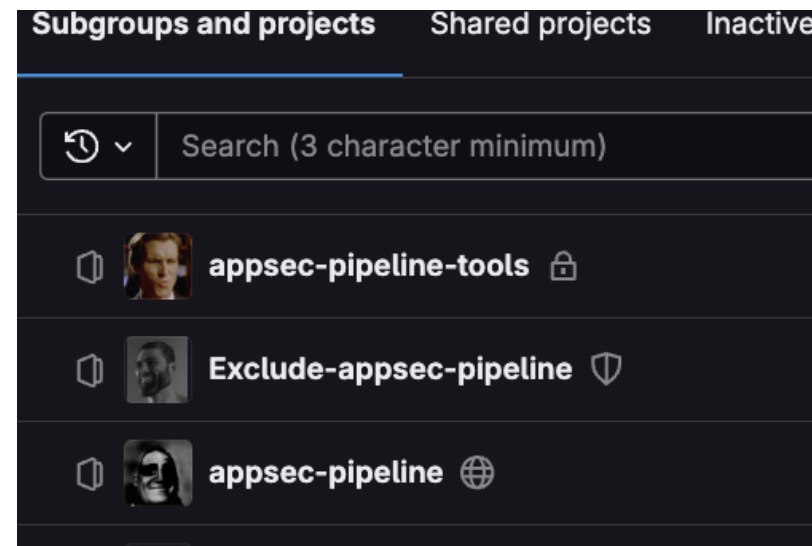 Subgroups and projects Shared projects Inactive
Search (3 character minimum)
appsec-pipeline-tools
Exclude-appsec-pipeline
appsec-pipeline